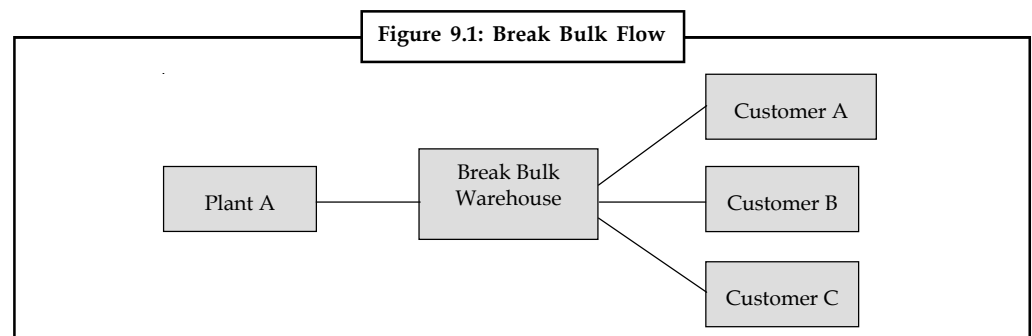 Figure 9.1: Break Bulk Flow
Customer A
Break Bulk
Warehouse
Plant A
Customer B
Customer C